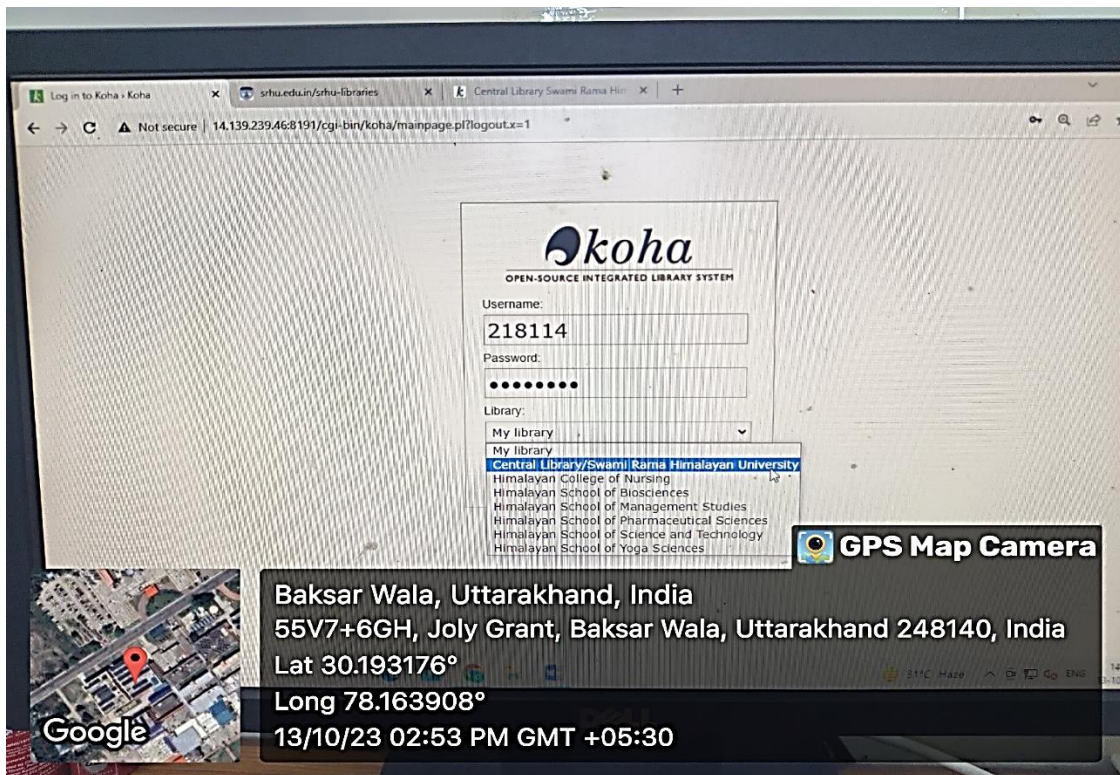 Log in to Koha › Koha
srhu.edu.in/srhu-libraries
Central Library Swami Rama Him
Not secure
14.139.239.46:8191/cgi-bin/koha/mainpage.pl?logout.x=1
koha
OPEN-SOURCE INTEGRATED LIBRARY SYSTEM
Username:
218114
Password:
Library:
My library
My library
Central Library/Swami Rama Himalayan University
Himalayan College of Nursing
Himalayan School of Biosciences
Himalayan School of Management Studies
Himalayan School of Pharmaceutical Sciences
Himalayan School of Science and Technology
Himalayan School of Yoga Sciences
GPS Map Camera
Baksar Wala, Uttarakhand, India
55V7+6GH, Joly Grant, Baksar Wala, Uttarakhand 248140, India
Lat 30.193176°
Long 78.163908°
13/10/23 02:53 PM GMT +05:30
Google
31°C Haze
ENG
DELL